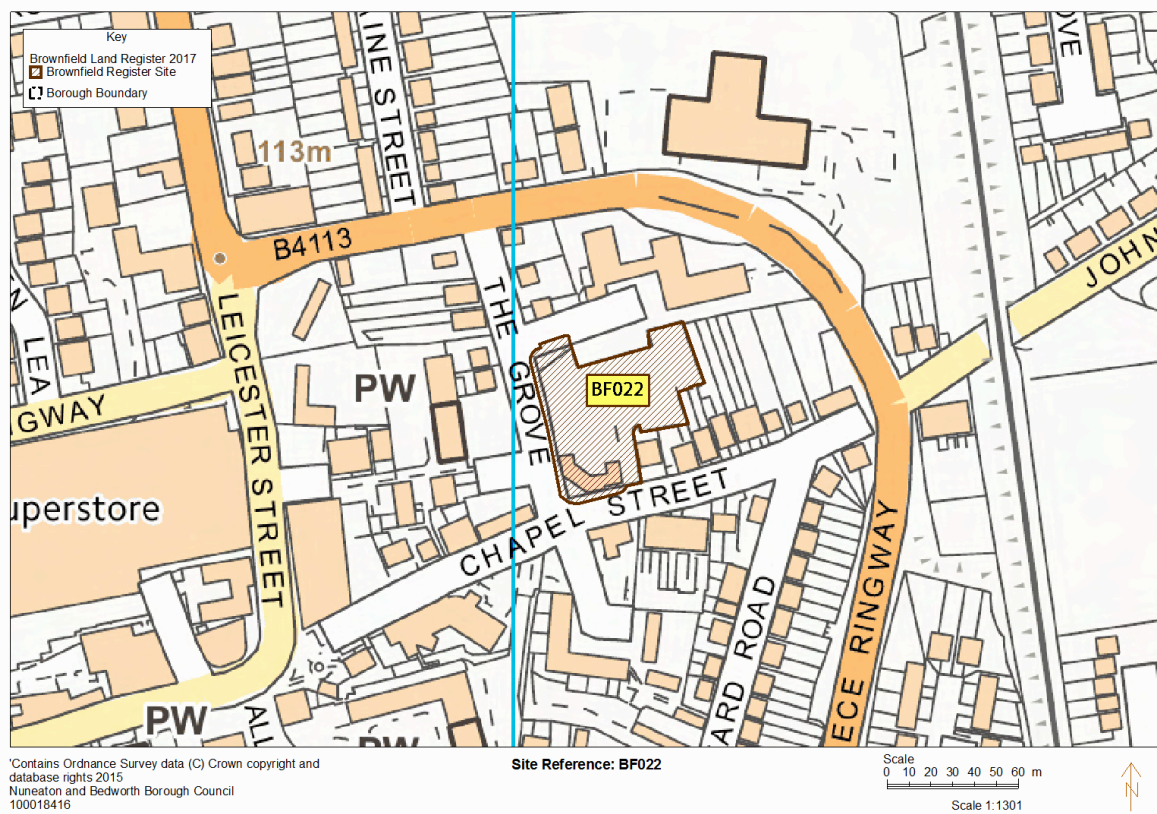 Key
Brownfield Land Register 2017
Brownfield Register Site
Borough Boundary
INE STREET
OVE
113m
B4113
JOHN
THE GROVE
LEICESTER STREET
N
LEA
IGWAY
PW
BF022
uperstore
CHAPEL STREET
ARD ROAD
ECE RINGWAY
PW
ALL
PW
'Contains Ordnance Survey data (C) Crown copyright and
database rights 2015
Nuneaton and Bedworth Borough Council
100018416
Site Reference: BF022
Scale
0 10 20 30 40 50 60 m
Scale 1:1301
N